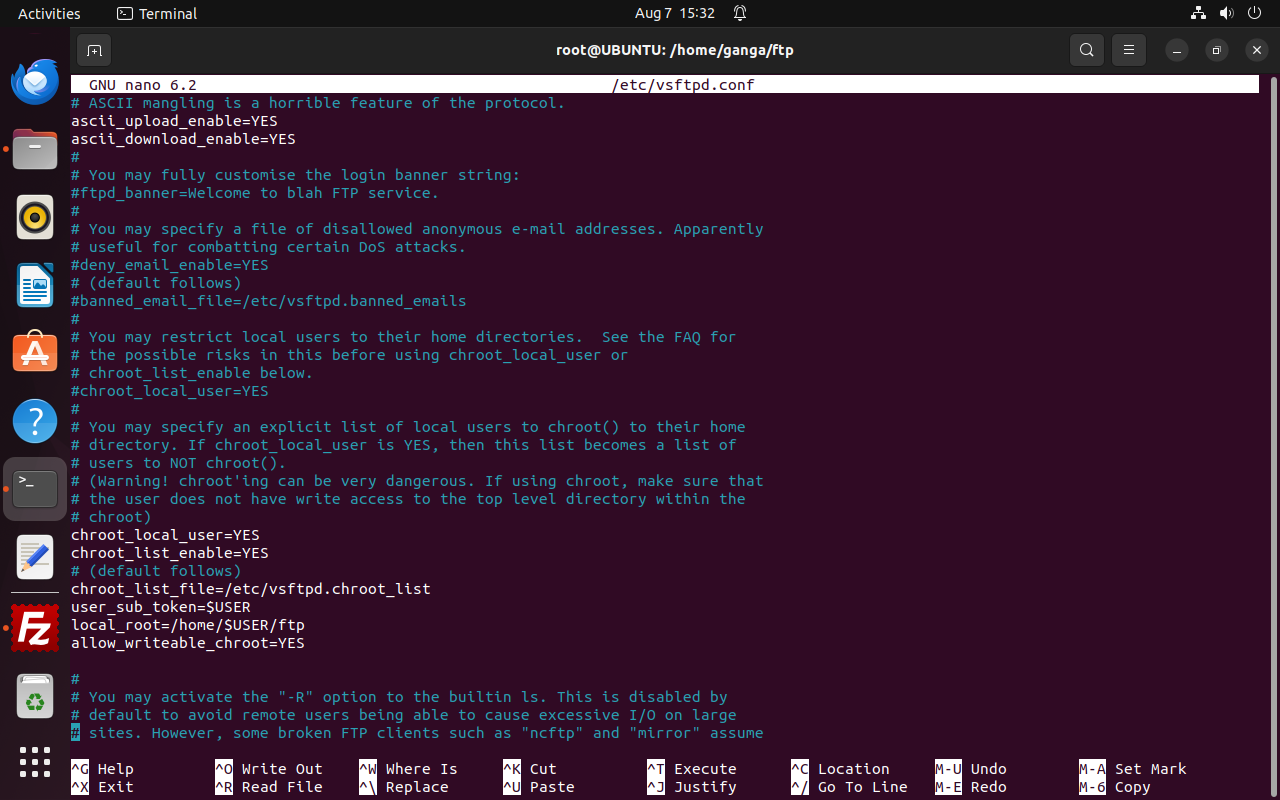 Activities Terminal Aug 7 15:32
root@UBUNTU: /home/ganga/ftp
GNU nano 6.2 /etc/vsftpd.conf
# ASCII mangling is a horrible feature of the protocol.
ascii_upload_enable=YES
ascii_download_enable=YES
#
# You may fully customise the login banner string:
#ftpd_banner=Welcome to blah FTP service.
#
# You may specify a file of disallowed anonymous e-mail addresses. Apparently
# useful for combatting certain DoS attacks.
#deny_email_enable=YES
# (default follows)
#banned_email_file=/etc/vsftpd.banned_emails
#
# You may restrict local users to their home directories.  See the FAQ for
# the possible risks in this before using chroot_local_user or
# chroot_list_enable below.
#chroot_local_user=YES
#
# You may specify an explicit list of local users to chroot() to their home
# directory. If chroot_local_user is YES, then this list becomes a list of
# users to NOT chroot().
# (Warning! chroot'ing can be very dangerous. If using chroot, make sure that
# the user does not have write access to the top level directory within the
# chroot)
chroot_local_user=YES
chroot_list_enable=YES
# (default follows)
chroot_list_file=/etc/vsftpd.chroot_list
user_sub_token=$USER
local_root=/home/$USER/ftp
allow_writeable_chroot=YES
#
# You may activate the "-R" option to the builtin ls. This is disabled by
# default to avoid remote users being able to cause excessive I/O on large
# sites. However, some broken FTP clients such as "ncftp" and "mirror" assume
^G Help ^O Write Out ^W Where Is ^K Cut ^T Execute ^C Location M-U Undo M-A Set Mark
^X Exit ^R Read File ^\ Replace ^U Paste ^J Justify ^/ Go To Line M-E Redo M-6 Copy